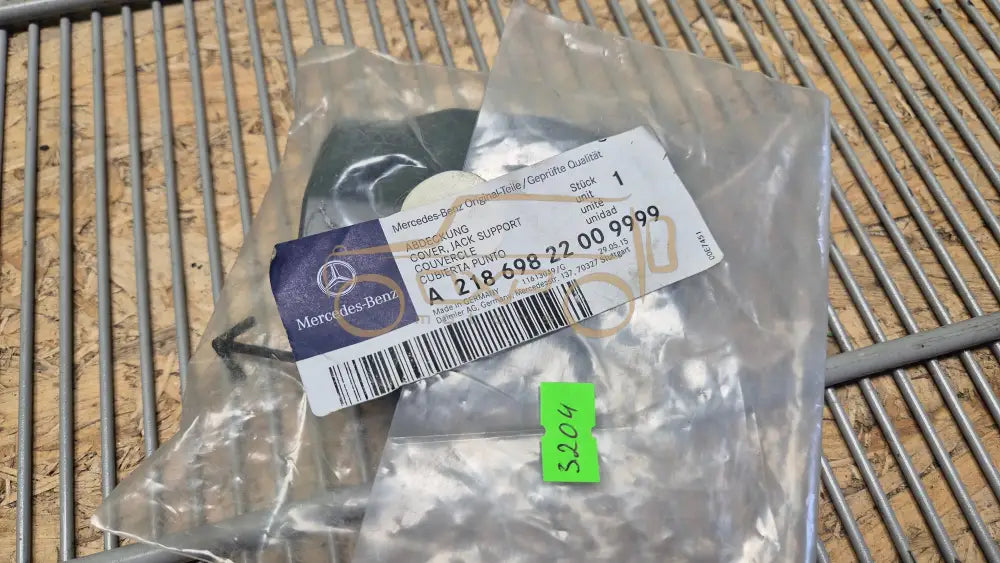 Mercedes-Benz Original-Teile/Geprüfte Qualität
ABDECKUNG
COVER, JACK SUPPORT
COUVERCLE
CUBIERTA PUNTO
Stück
unit
unité
unidad
1
A 218 698 22 00 9999
Made in GERMANY 11613049/G 29.05.15
Daimler AG, Germany, Mercedesstr. 137, 70327 Stuttgart
Mercedes-Benz
00E7451
3204